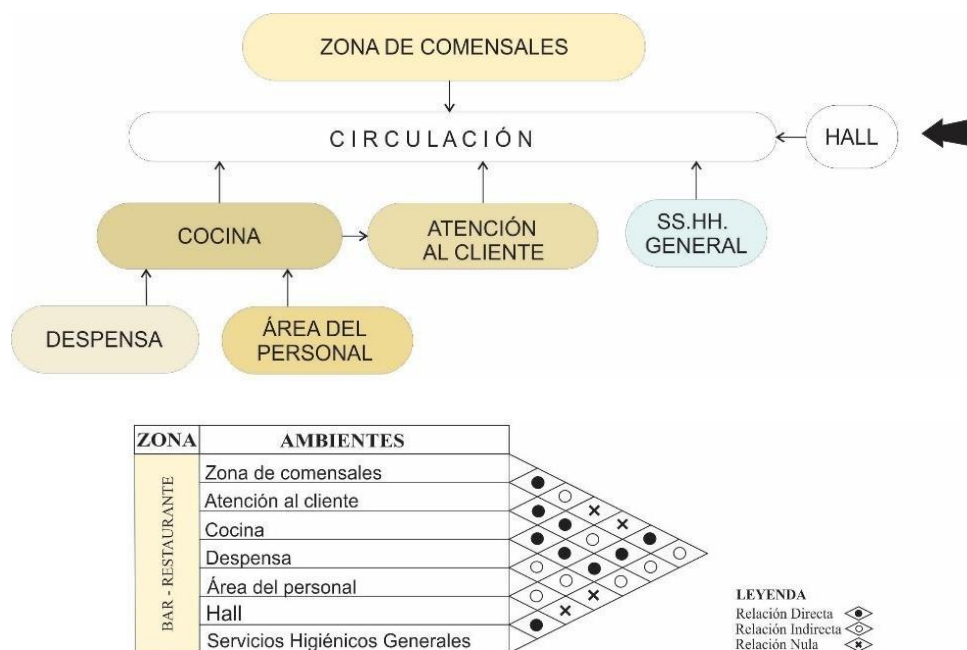 ZONA DE COMENSALES
CIRCULACIÓN
HALL
COCINA
ATENCIÓN
AL CLIENTE
SS.HH.
GENERAL
DESPENSA
ÁREA DEL
PERSONAL
ZONA AMBIENTES
BAR - RESTAURANTE
Zona de comensales
Atención al cliente
Cocina
Despensa
Área del personal
Hall
Servicios Higiénicos Generales
LEYENDA
Relación Directa
Relación Indirecta
Relación Nula